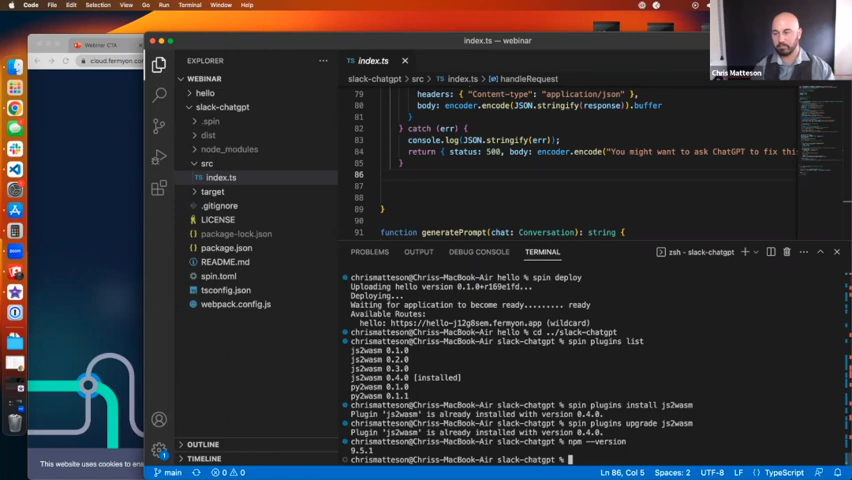 Code File Edit Selection View Go Run Terminal Window Help
Webinar CTA
cloud.fermyon.com
index.ts — webinar
Chris Matteson
EXPLORER
index.ts
WEBINAR
slack-chatgpt > src > index.ts > handleRequest
hello
slack-chatgpt
.spin
dist
node_modules
src
index.ts
target
.gitignore
LICENSE
package-lock.json
package.json
README.md
spin.toml
tsconfig.json
webpack.config.js
OUTLINE
TIMELINE
79 headers: { "Content-type": "application/json" },
80 body: encoder.encode(JSON.stringify(response)).buffer
81 }
82 } catch (err) {
83 console.log(JSON.stringify(err));
84 return { status: 500, body: encoder.encode("You might want to ask ChatGPT to fix this
85 }
86
87
88
89 }
90
91 function generatePrompt(chat: Conversation): string {
PROBLEMS OUTPUT DEBUG CONSOLE TERMINAL zsh - slack-chatgpt
chrismatteson@Chriss-MacBook-Air hello % spin deploy
Uploading hello version 0.1.0+r169e1fd...
Deploying...
Waiting for application to become ready......... ready
Available Routes:
hello: https://hello-j12g8sem.fermyon.app (wildcard)
chrismatteson@Chriss-MacBook-Air hello % cd ../slack-chatgpt
chrismatteson@Chriss-MacBook-Air slack-chatgpt % spin plugins list
js2wasm 0.1.0
js2wasm 0.2.0
js2wasm 0.3.0
js2wasm 0.4.0 [installed]
py2wasm 0.1.0
py2wasm 0.1.1
chrismatteson@Chriss-MacBook-Air slack-chatgpt % spin plugins install js2wasm
Plugin 'js2wasm' is already installed with version 0.4.0.
chrismatteson@Chriss-MacBook-Air slack-chatgpt % spin plugins upgrade js2wasm
Plugin 'js2wasm' is already installed with version 0.4.0.
chrismatteson@Chriss-MacBook-Air slack-chatgpt % npm --version
9.5.1
chrismatteson@Chriss-MacBook-Air slack-chatgpt %
This website uses cookies to ens
main 0 0 Ln 86, Col 5 Spaces: 2 UTF-8 LF {} TypeScript